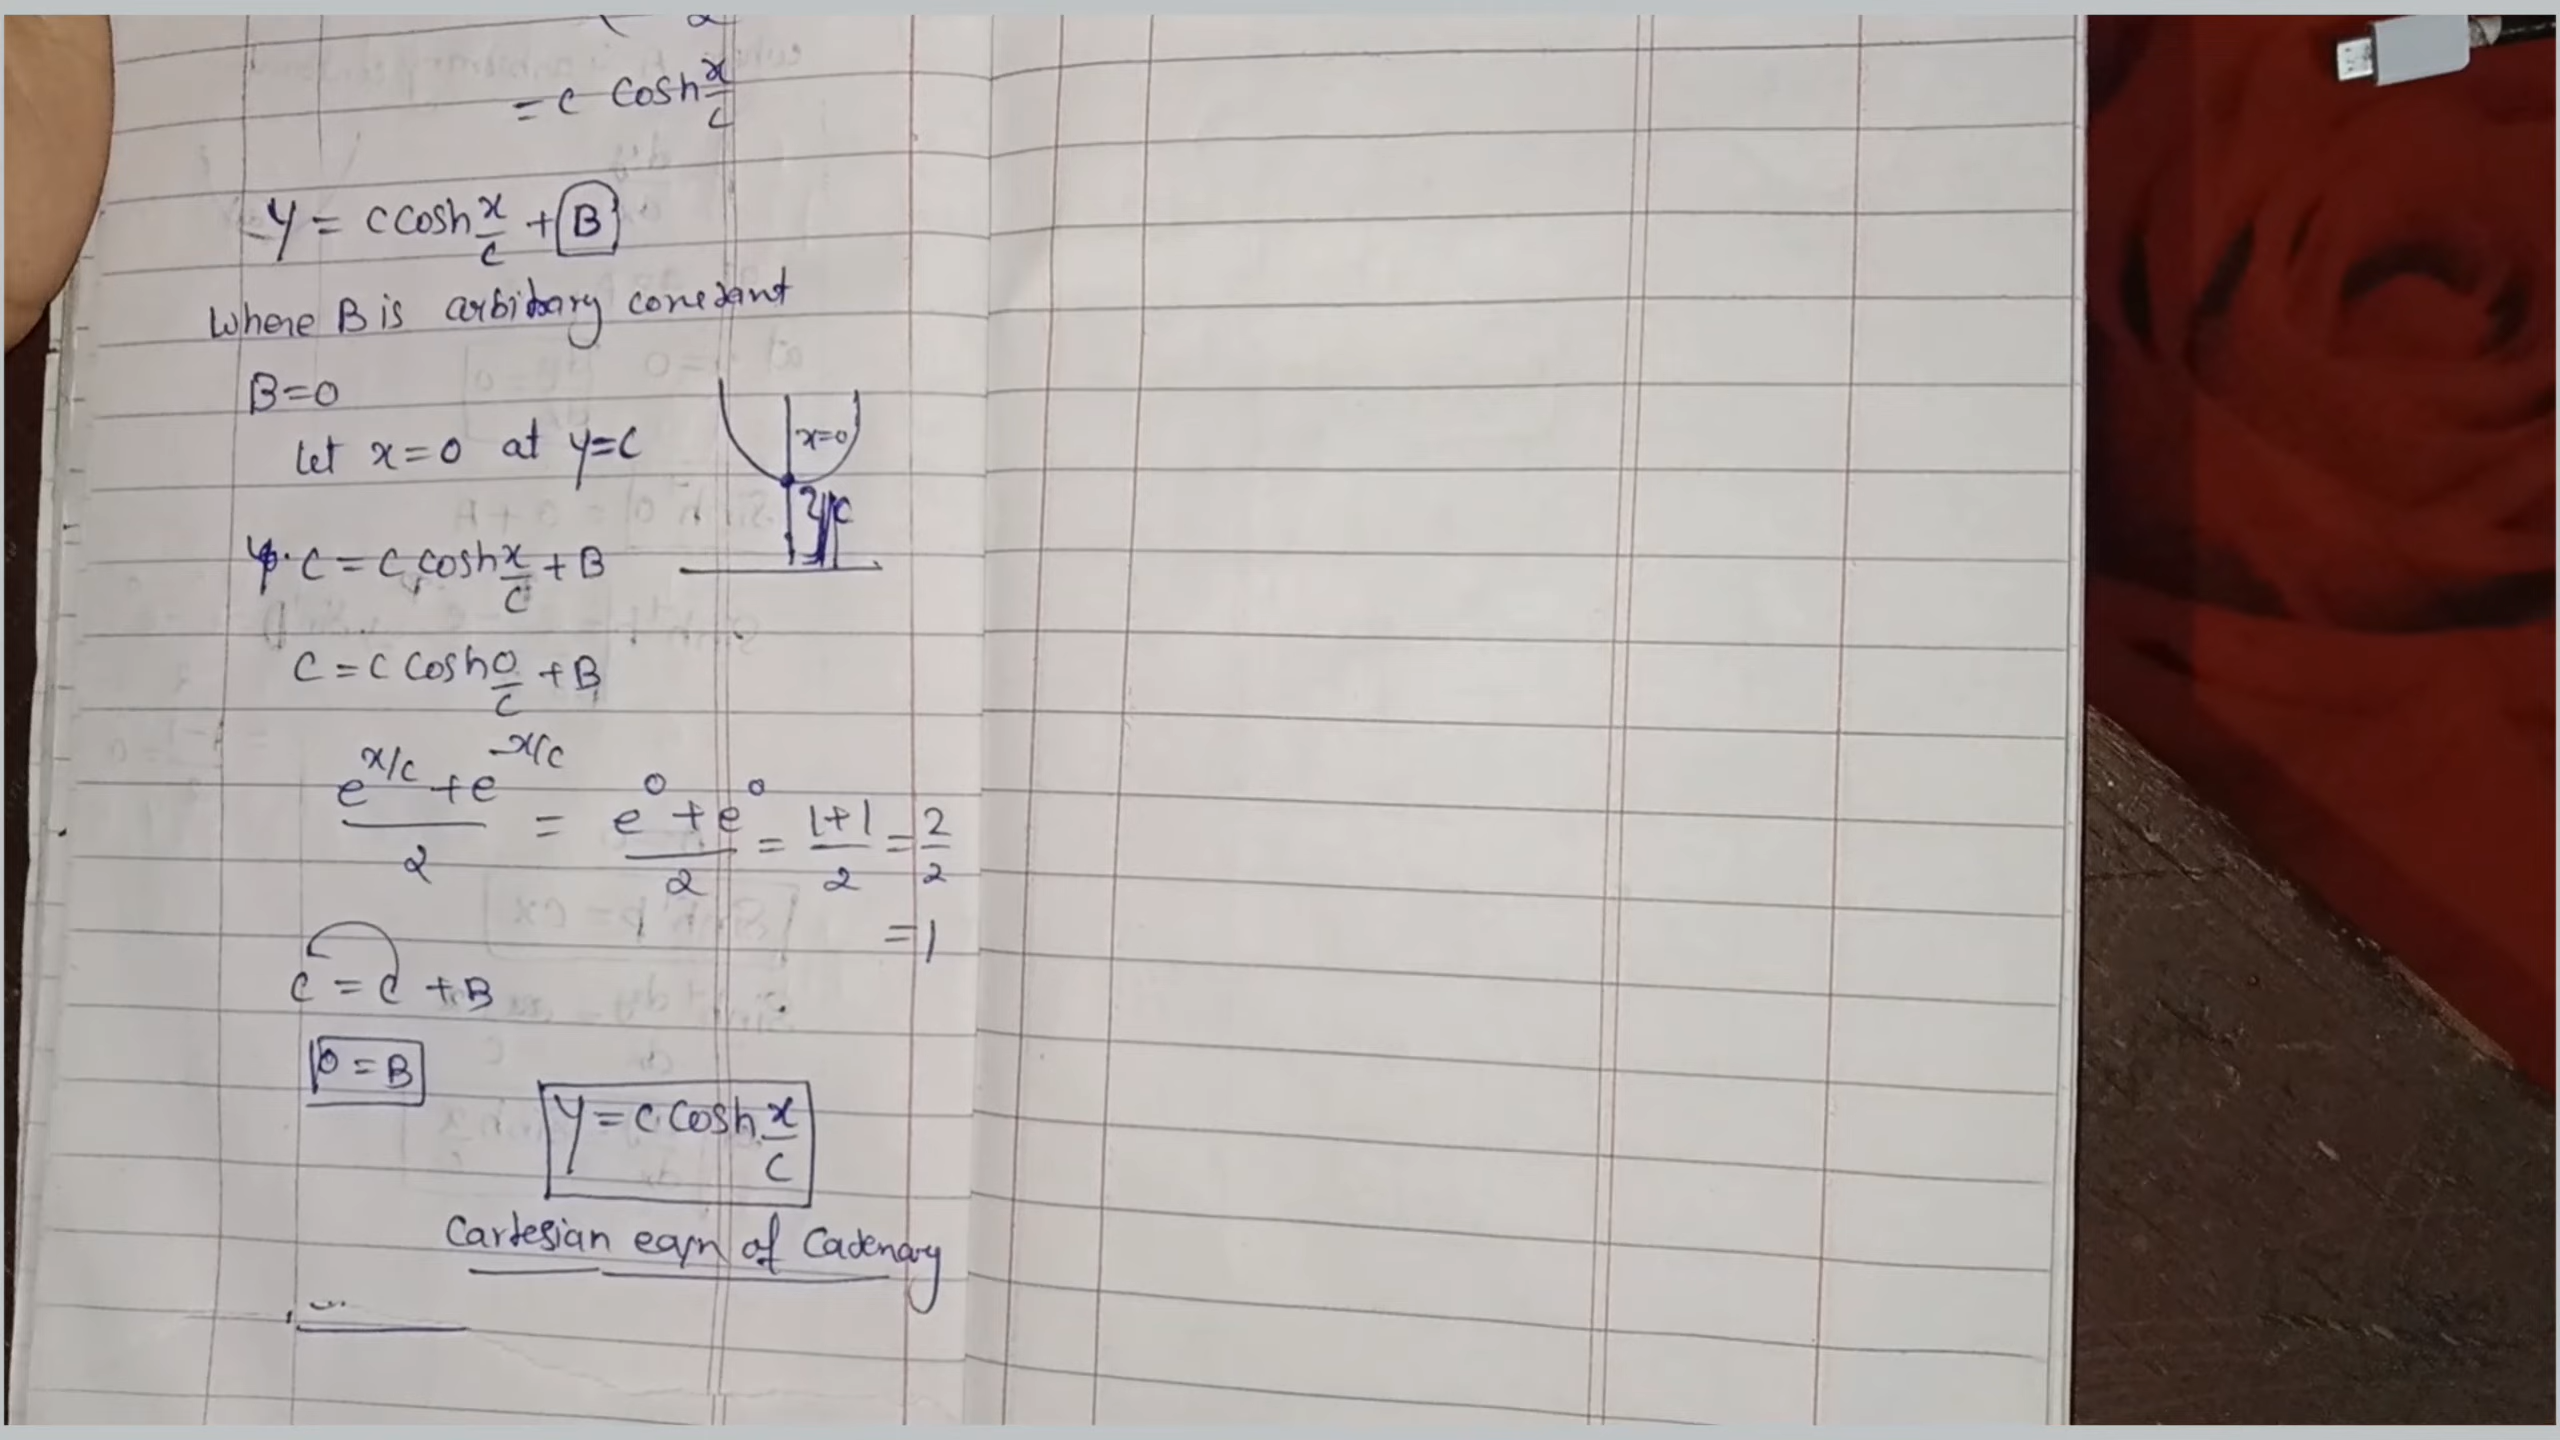 2
= c cosh x/c
y = c cosh x/c + B
where B is arbitary constant
B=0
let x=0 at y=c
x=0
y. c = c cosh x/c + B
c = c cosh 0/c + B
e^x/c + e^-x/c / 2 = e^0 + e^0 / 2 = 1+1 / 2 = 2/2
=1
c = c + B
0 = B
y = c cosh x/c
Cartesian eqn of Catenary